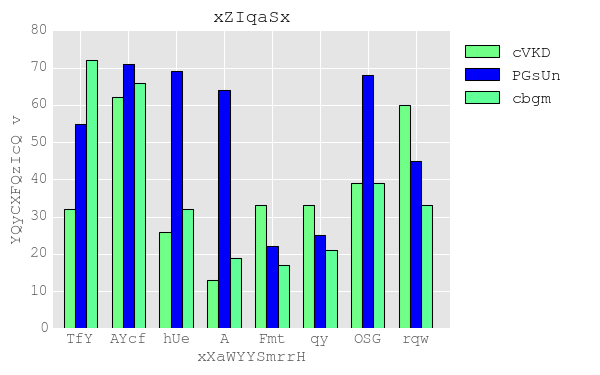 xZIqaSx
80
70
60
50
40
30
20
10
0
YQyCXFQzIcQ v
TfY AYcf hUe A Fmt qy OSG rqw
xXaWYYSmrrH
cVKD
PGsUn
cbgm